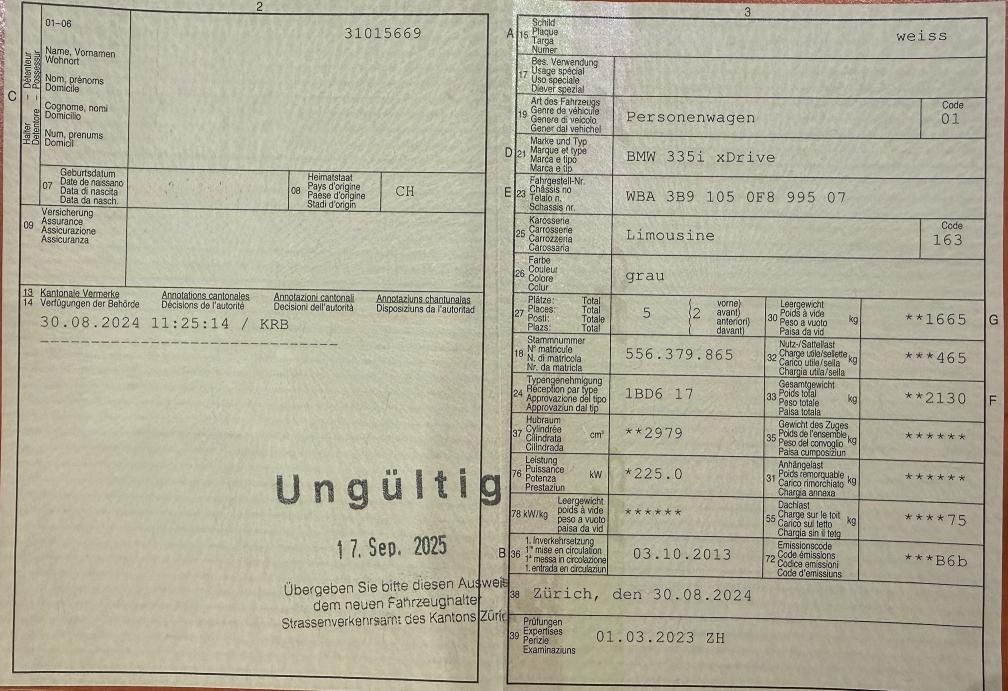 2
01-06
31015669
C
Halter – Détenteur
Detentore – Possessur
Name, Vornamen
Wohnort
Nom, prénoms
Domicile
Cognome, nomi
Domicilio
Num, prenums
Domicil
07
Geburtsdatum
Date de naissano
Data di nascita
Data da nasch.
08
Heimatstaat
Pays d'origine
Paese d'origine
Stadi d'origin
CH
09
Versicherung
Assurance
Assicurazione
Assicuranza
13
14
Kantonale Vermerke
Verfügungen der Behörde
Annotations cantonales
Décisions de l'autorité
Annotazioni cantonali
Decisioni dell'autorità
Annotaziuns chantunalas
Disposiziuns da l'autoritad
30.08.2024 11:25:14 / KRB
Ungültig
17. Sep. 2025
Übergeben Sie bitte diesen Ausweis
dem neuen Fahrzeughalter
Strassenverkehrsamt des Kantons Züric
3
A
15
Schild
Plaque
Targa
Numer
weiss
17
Bes. Verwendung
Usage spécial
Uso speciale
Diever spezial
19
Art des Fahrzeugs
Genre de véhicule
Genere di veicolo
Gener dal vehichel
Personenwagen
Code
01
D
21
Marke und Typ
Marque et type
Marca e tipo
Marca e tip
BMW 335i xDrive
E
23
Fahrgestell-Nr.
Châssis no
Telaio n.
Schassis nr.
WBA 3B9 105 0F8 995 07
25
Karosserie
Carrosserie
Carrozzeria
Carossaria
Limousine
Code
163
26
Farbe
Couleur
Colore
Colur
grau
27
Plätze: Total
Places: Total
Posti: Totale
Plazs: Total
5
2
vorne)
avant)
anteriori)
davant)
30
Leergewicht
Poids à vide
Peso a vuoto
Paisa da vid
kg
**1665
G
18
Stammnummer
N° matricule
N. di matricola
Nr. da matricla
556.379.865
32
Nutz-/Sattellast
Charge utile/sellette
Carico utile/sella
Chargia utila/sella
kg
***465
24
Typengenehmigung
Réception par type
Approvazione del tipo
Approvaziun dal tip
1BD6 17
33
Gesamtgewicht
Poids total
Peso totale
Paisa totala
kg
**2130
F
37
Hubraum
Cylindrée
Cilindrata
Cilindrada
cm³
**2979
35
Gewicht des Zuges
Poids de l'ensemble
Peso del convoglio
Paisa cumposiziun
kg
******
76
Leistung
Puissance
Potenza
Prestaziun
kW
*225.0
31
Anhängelast
Poids remorquable
Carico rimorchiato
Chargia annexa
kg
******
78 kW/kg
Leergewicht
poids à vide
peso a vuoto
paisa da vid
******
55
Dachlast
Charge sur le toit
Carico sul tetto
Chargia sin il tetg
kg
****75
B
36
1. Inverkehrsetzung
1re mise en circulation
1a messa in circolazione
1. entrada en circulaziun
03.10.2013
72
Emissionscode
Code émissions
Codice emissioni
Code d'emissiuns
***B6b
38
Zürich, den 30.08.2024
39
Prüfungen
Expertises
Perizie
Examinaziuns
01.03.2023 ZH